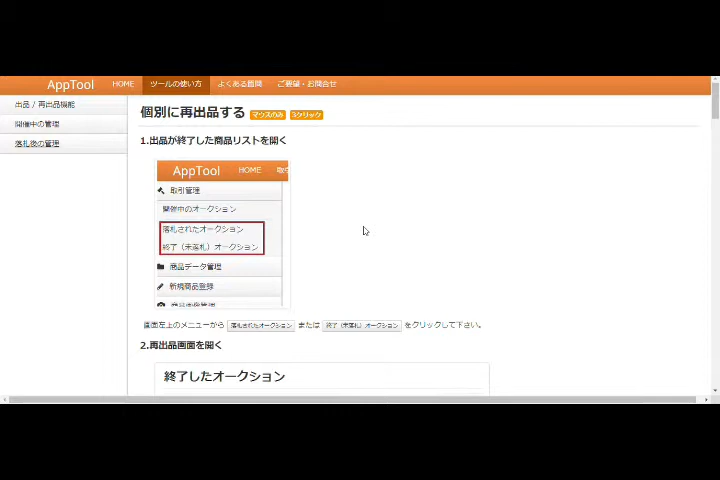 AppTool HOME ツールの使い方 よくある質問 ご要望・お問合せ
出品 / 再出品機能
開催中の管理
落札後の管理
個別に再出品する マウスのみ 3クリック
1.出品が終了した商品リストを開く
AppTool HOME 取引
取引管理
開催中のオークション
落札されたオークション
終了（未落札）オークション
商品データ管理
新規商品登録
商品画像管理
画面左上のメニューから 落札されたオークション または 終了（未落札）オークション をクリックして下さい。
2.再出品画面を開く
終了したオークション